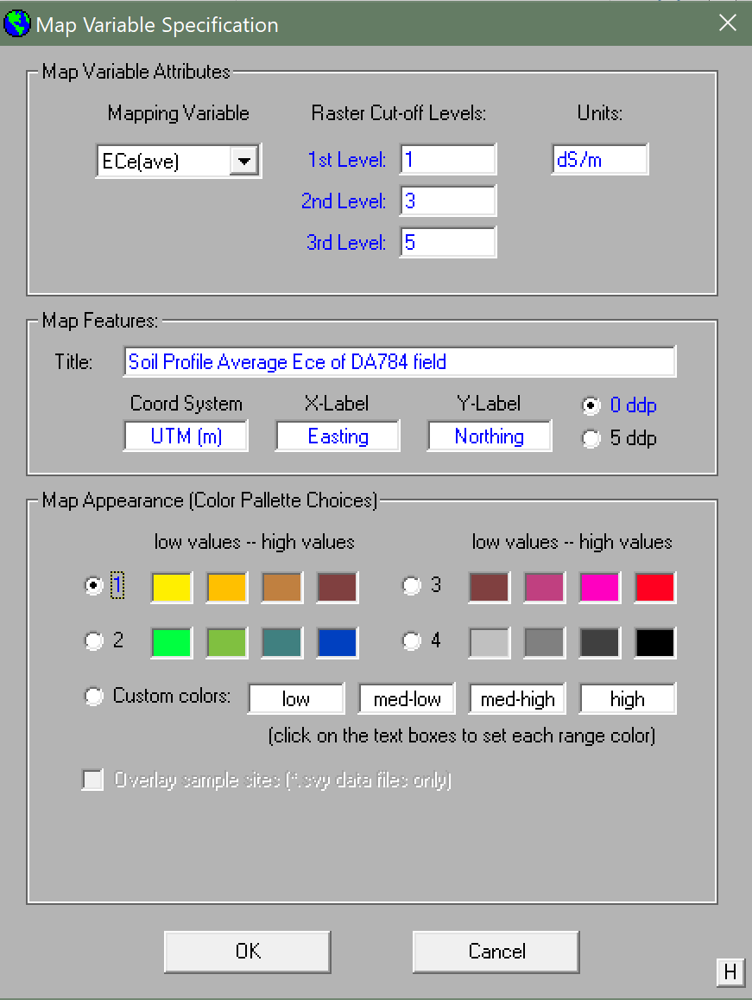 Map Variable Specification
Map Variable Attributes
Mapping Variable Raster Cut-off Levels: Units:
ECe(ave) 1st Level: 1 dS/m
2nd Level: 3
3rd Level: 5
Map Features:
Title: Soil Profile Average Ece of DA784 field
Coord System X-Label Y-Label 0 ddp
UTM (m) Easting Northing 5 ddp
Map Appearance (Color Pallette Choices)
low values -- high values low values -- high values
1 3
2 4
Custom colors: low med-low med-high high
(click on the text boxes to set each range color)
Overlay sample sites (*.svy data files only)
OK Cancel
H